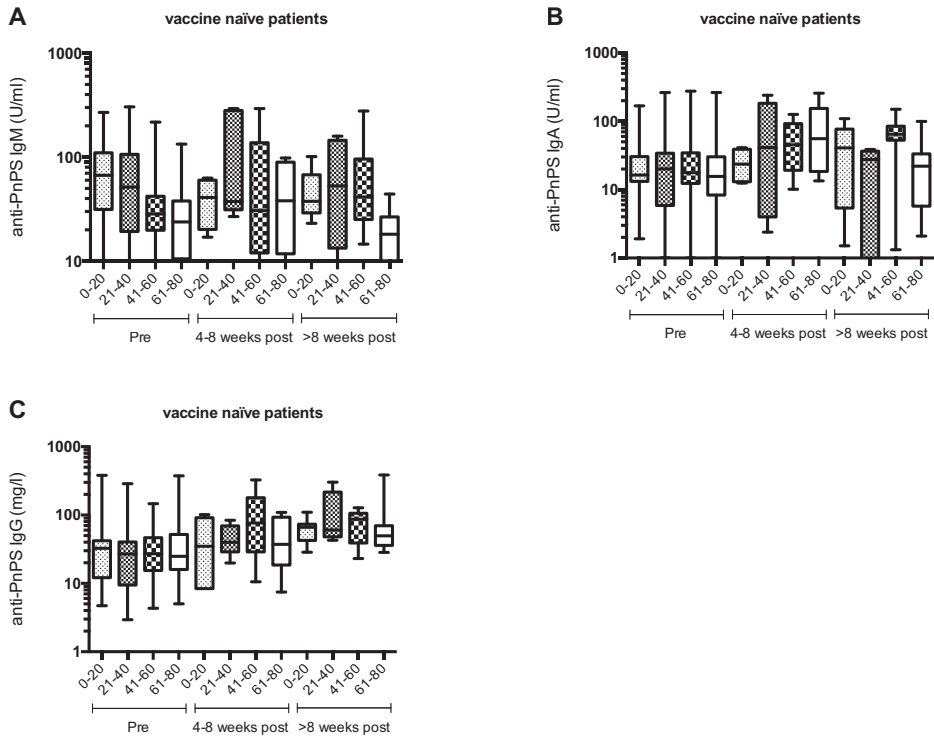 A
vaccine naïve patients
anti-PnPS IgM (U/ml)
1000
100
10
0-20
21-40
41-60
61-80
0-20
21-40
41-60
61-80
0-20
21-40
41-60
61-80
Pre
4-8 weeks post
>8 weeks post
B
vaccine naïve patients
anti-PnPS IgA (U/ml)
1000
100
10
1
0-20
21-40
41-60
61-80
0-20
21-40
41-60
61-80
0-20
21-40
41-60
61-80
Pre
4-8 weeks post
>8 weeks post
C
vaccine naïve patients
anti-PnPS IgG (mg/l)
1000
100
10
1
0-20
21-40
41-60
61-80
0-20
21-40
41-60
61-80
0-20
21-40
41-60
61-80
Pre
4-8 weeks post
>8 weeks post